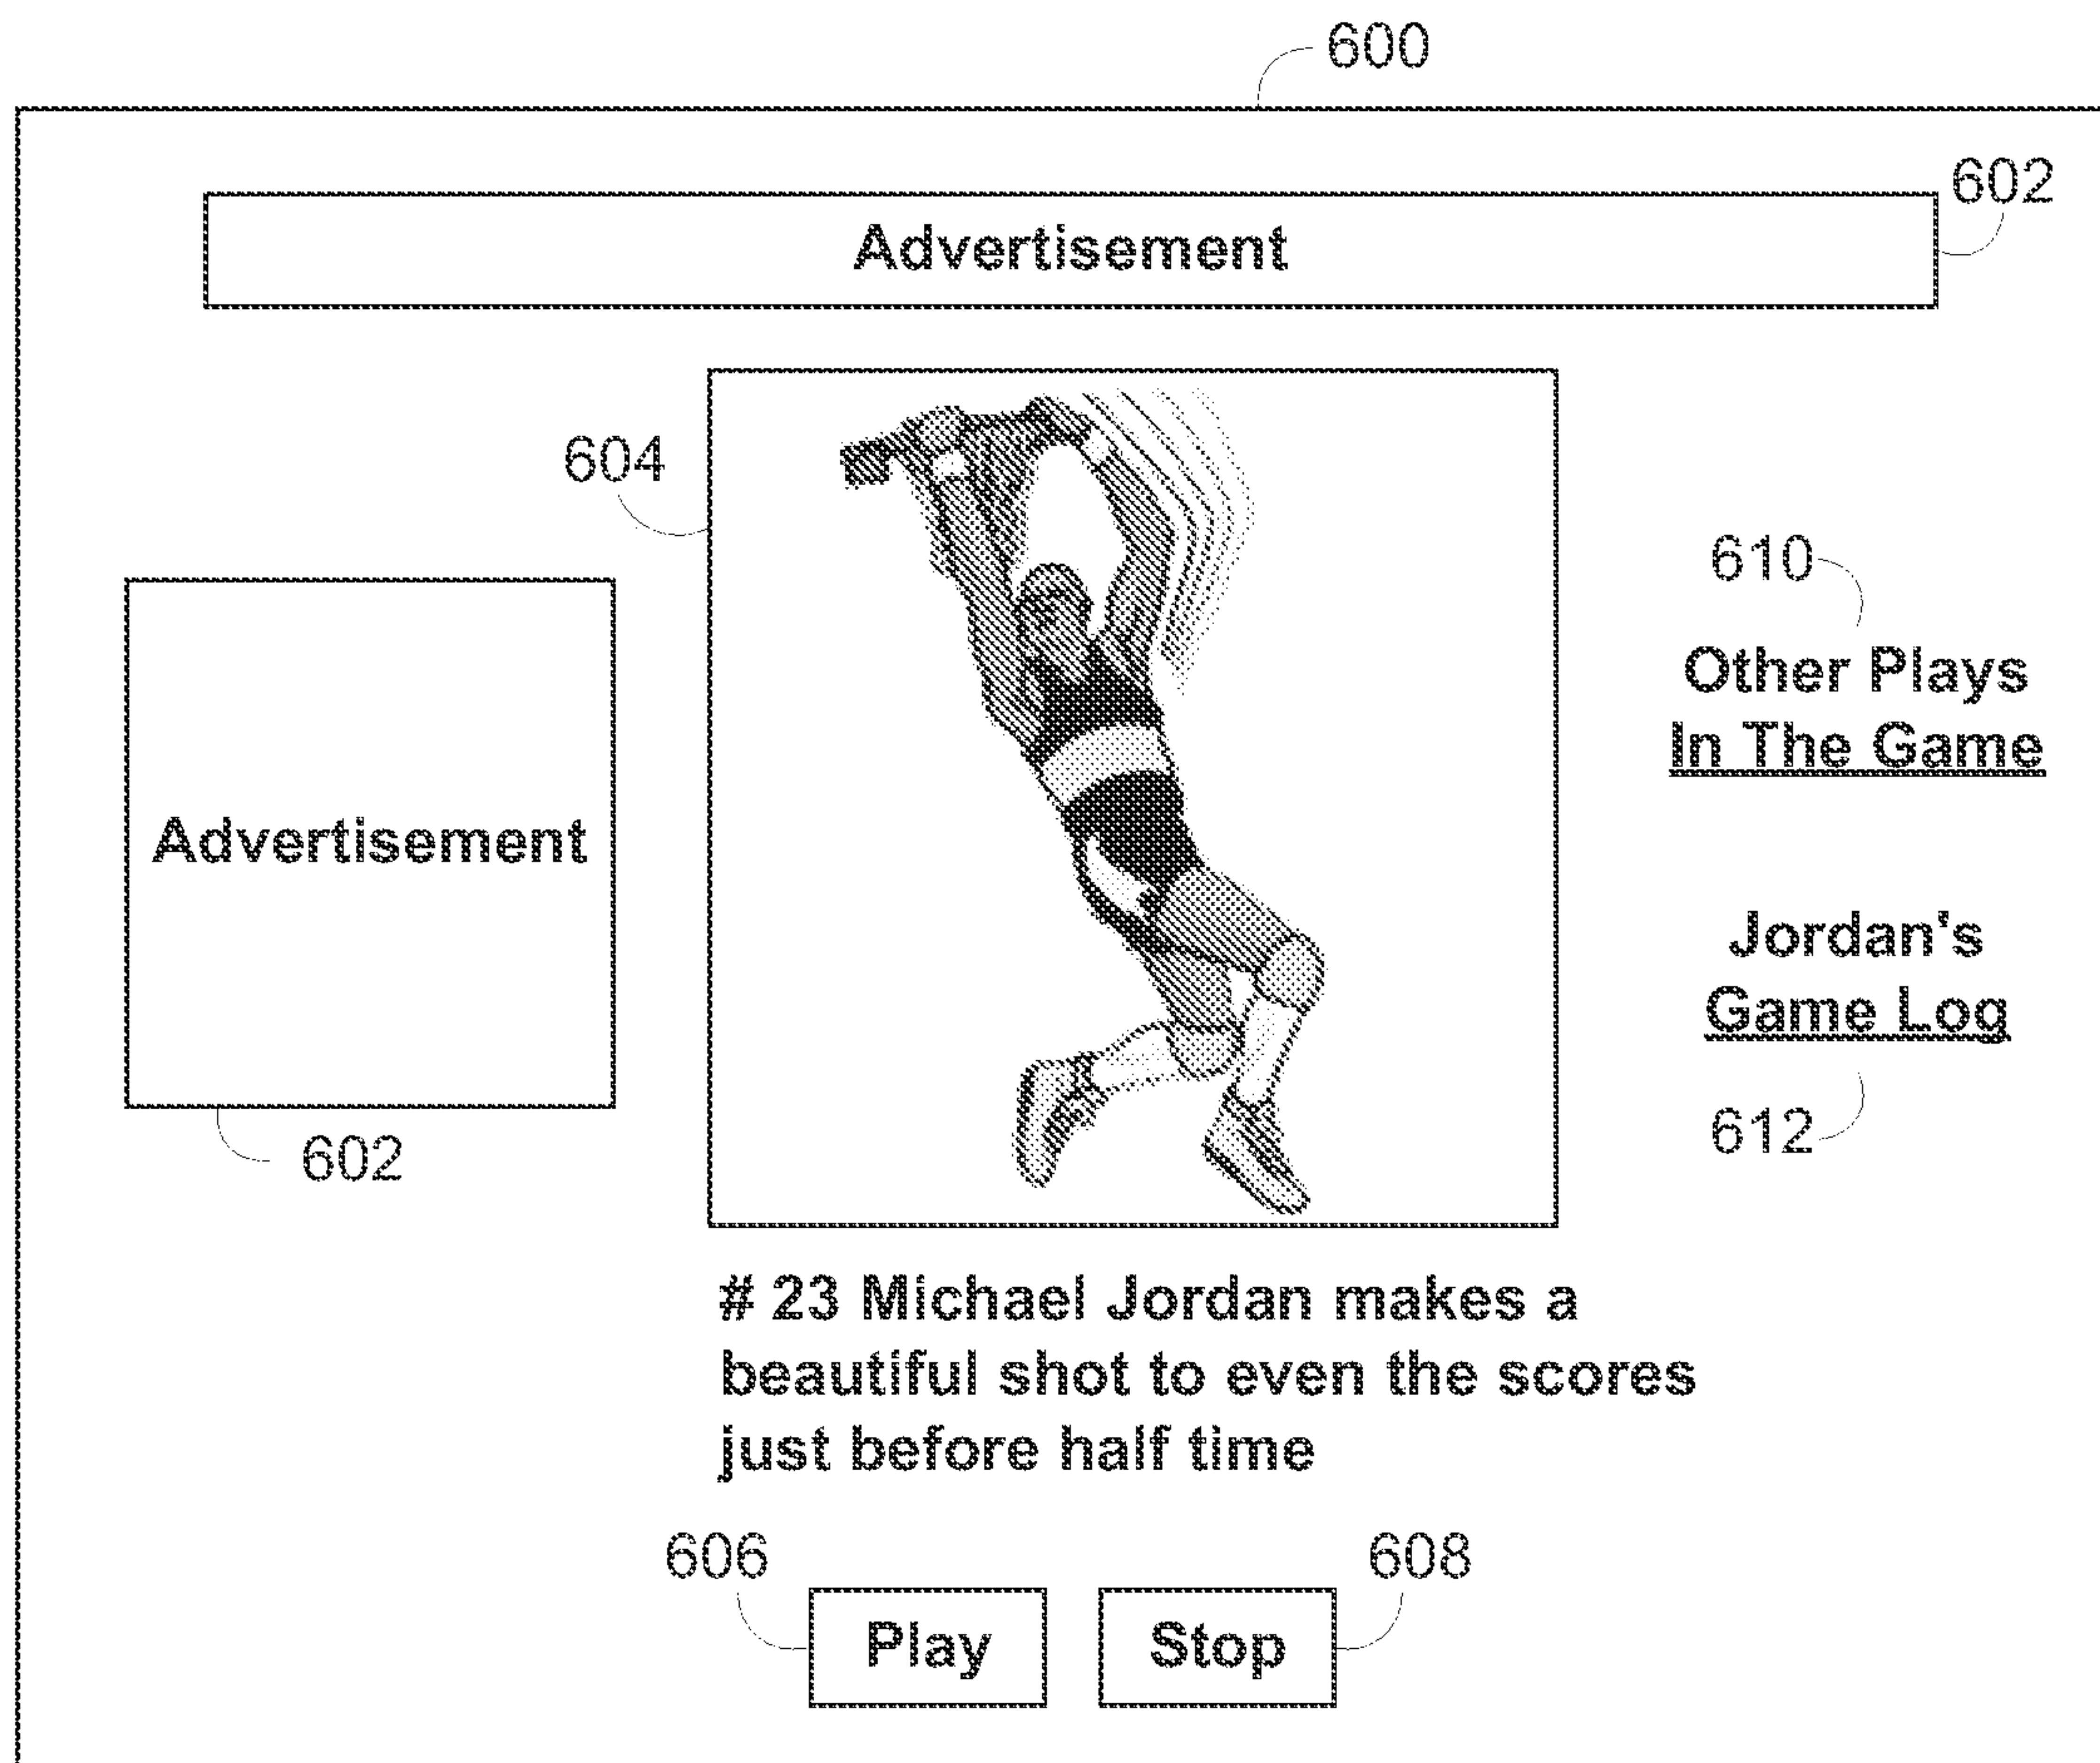 600
602
Advertisement
604
610
Other Plays
In The Game
Advertisement
Jordan's
Game Log
612
602
# 23 Michael Jordan makes a
beautiful shot to even the scores
just before half time
606
608
Play
Stop